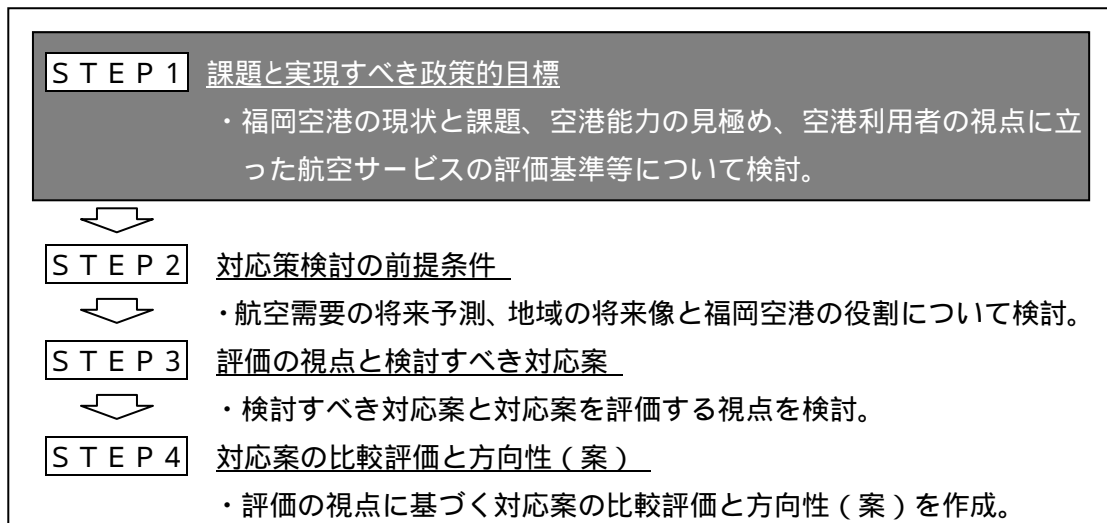 STEP1 課題と実現すべき政策的目標
・福岡空港の現状と課題、空港能力の見極め、空港利用者の視点に立
った航空サービスの評価基準等について検討。
STEP2 対応策検討の前提条件
・航空需要の将来予測、地域の将来像と福岡空港の役割について検討。
STEP3 評価の視点と検討すべき対応案
・検討すべき対応案と対応案を評価する視点を検討。
STEP4 対応案の比較評価と方向性(案)
・評価の視点に基づく対応案の比較評価と方向性(案)を作成。